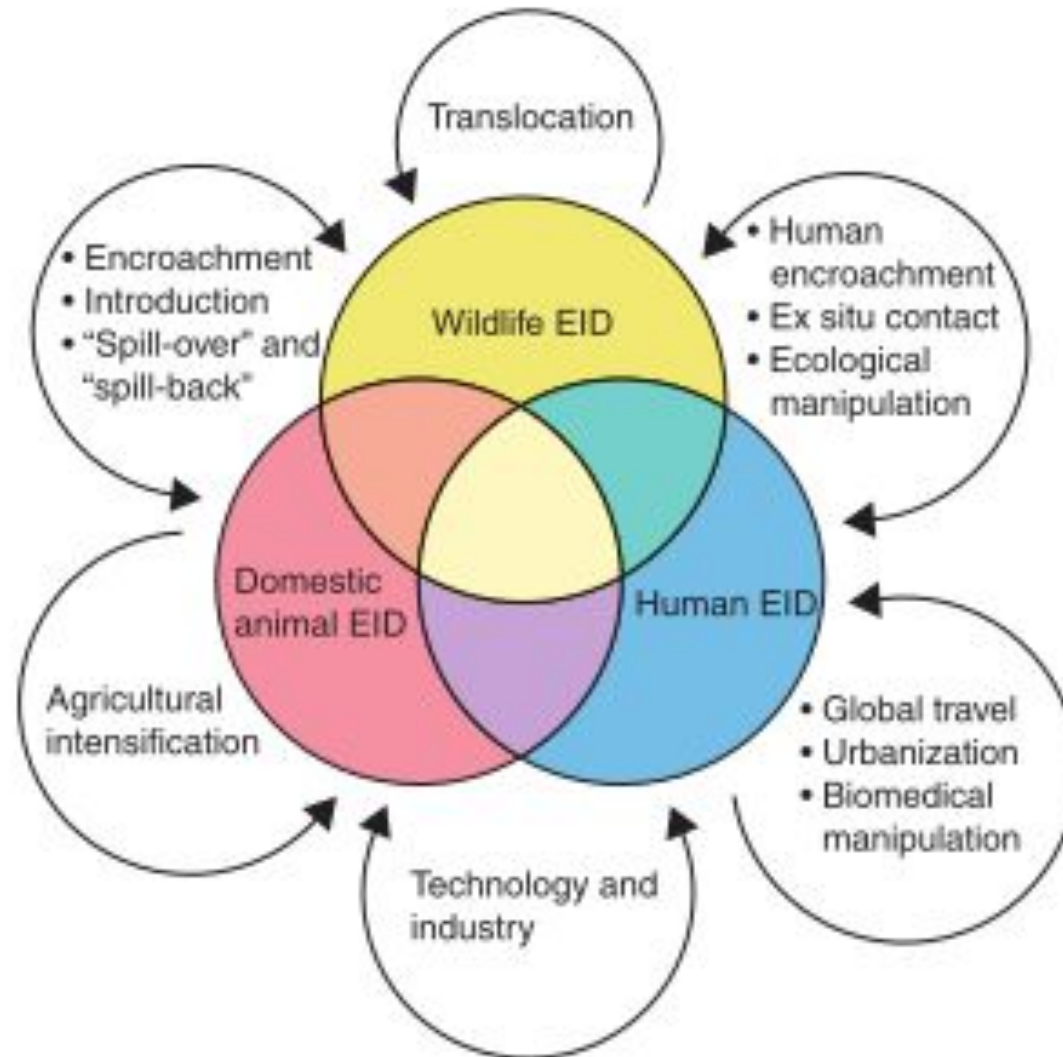 Translocation
• Encroachment
• Introduction
• “Spill-over” and
“spill-back”
• Human
encroachment
• Ex situ contact
• Ecological
manipulation
Wildlife EID
Domestic
animal EID
Human EID
Agricultural
intensification
• Global travel
• Urbanization
• Biomedical
manipulation
Technology and
industry